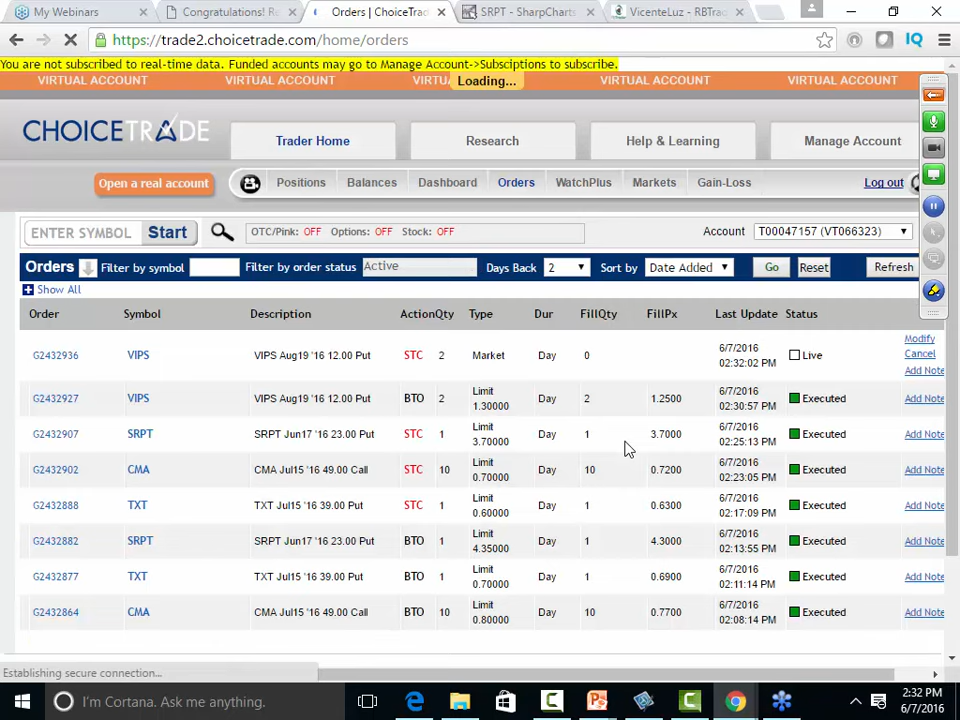 My Webinars
Congratulations! Re
Orders | ChoiceTrad
SRPT - SharpCharts
VicenteLuz - RBTrad
https://trade2.choicetrade.com/home/orders
IQ
You are not subscribed to real-time data. Funded accounts may go to Manage Account->Subsciptions to subscribe.
VIRTUAL ACCOUNT VIRTUAL ACCOUNT VIRTU Loading... VIRTUAL ACCOUNT VIRTUAL ACCOUNT
CHOICETRADE
Trader Home Research Help & Learning Manage Account
Open a real account Positions Balances Dashboard Orders WatchPlus Markets Gain-Loss Log out
ENTER SYMBOL Start OTC/Pink: OFF Options: OFF Stock: OFF Account T00047157 (VT066323)
Orders Filter by symbol Filter by order status Active Days Back 2 Sort by Date Added Go Reset Refresh
Show All
Order Symbol Description ActionQty Type Dur FillQty FillPx Last Update Status
G2432936 VIPS VIPS Aug19 '16 12.00 Put STC 2 Market Day 0 6/7/2016 02:32:02 PM Live Modify Cancel Add Note
G2432927 VIPS VIPS Aug19 '16 12.00 Put BTO 2 Limit 1.30000 Day 2 1.2500 6/7/2016 02:30:57 PM Executed Add Note
G2432907 SRPT SRPT Jun17 '16 23.00 Put STC 1 Limit 3.70000 Day 1 3.7000 6/7/2016 02:25:13 PM Executed Add Note
G2432902 CMA CMA Jul15 '16 49.00 Call STC 10 Limit 0.70000 Day 10 0.7200 6/7/2016 02:23:05 PM Executed Add Note
G2432888 TXT TXT Jul15 '16 39.00 Put STC 1 Limit 0.60000 Day 1 0.6300 6/7/2016 02:17:09 PM Executed Add Note
G2432882 SRPT SRPT Jun17 '16 23.00 Put BTO 1 Limit 4.35000 Day 1 4.3000 6/7/2016 02:13:55 PM Executed Add Note
G2432877 TXT TXT Jul15 '16 39.00 Put BTO 1 Limit 0.70000 Day 1 0.6900 6/7/2016 02:11:14 PM Executed Add Note
G2432864 CMA CMA Jul15 '16 49.00 Call BTO 10 Limit 0.80000 Day 10 0.7700 6/7/2016 02:08:14 PM Executed Add Note
Establishing secure connection...
I'm Cortana. Ask me anything.
2:32 PM
6/7/2016